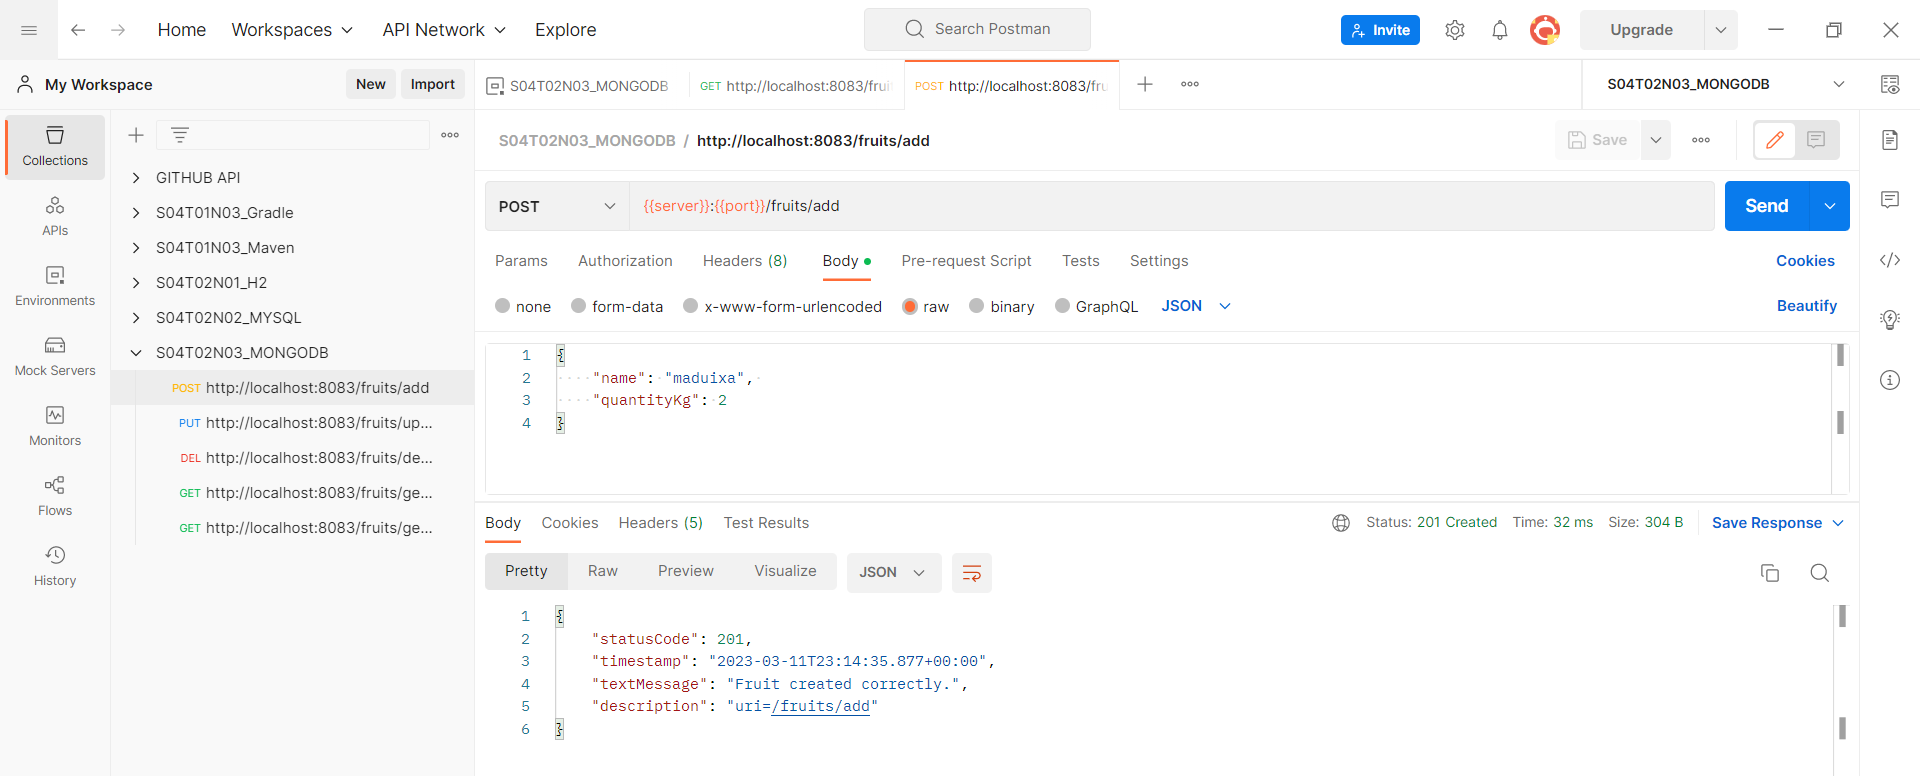 Home
Workspaces
API Network
Explore
Search Postman
Invite
Upgrade
My Workspace
New
Import
S04T02N03_MONGODB
GET http://localhost:8083/frui
POST http://localhost:8083/fru
S04T02N03_MONGODB
Collections
APIs
Environments
Mock Servers
Monitors
Flows
History
GITHUB API
S04T01N03_Gradle
S04T01N03_Maven
S04T02N01_H2
S04T02N02_MYSQL
S04T02N03_MONGODB
POST http://localhost:8083/fruits/add
PUT http://localhost:8083/fruits/up...
DEL http://localhost:8083/fruits/de...
GET http://localhost:8083/fruits/ge...
GET http://localhost:8083/fruits/ge...
S04T02N03_MONGODB / http://localhost:8083/fruits/add
Save
POST
{{server}}:{{port}}/fruits/add
Send
Params Authorization Headers (8) Body Pre-request Script Tests Settings
Cookies
none form-data x-www-form-urlencoded raw binary GraphQL JSON
Beautify
1 {
2 "name": "maduixa",
3 "quantityKg": 2
4 }
Body Cookies Headers (5) Test Results
Status: 201 Created Time: 32 ms Size: 304 B
Save Response
Pretty Raw Preview Visualize JSON
1 {
2 "statusCode": 201,
3 "timestamp": "2023-03-11T23:14:35.877+00:00",
4 "textMessage": "Fruit created correctly.",
5 "description": "uri=/fruits/add"
6 }